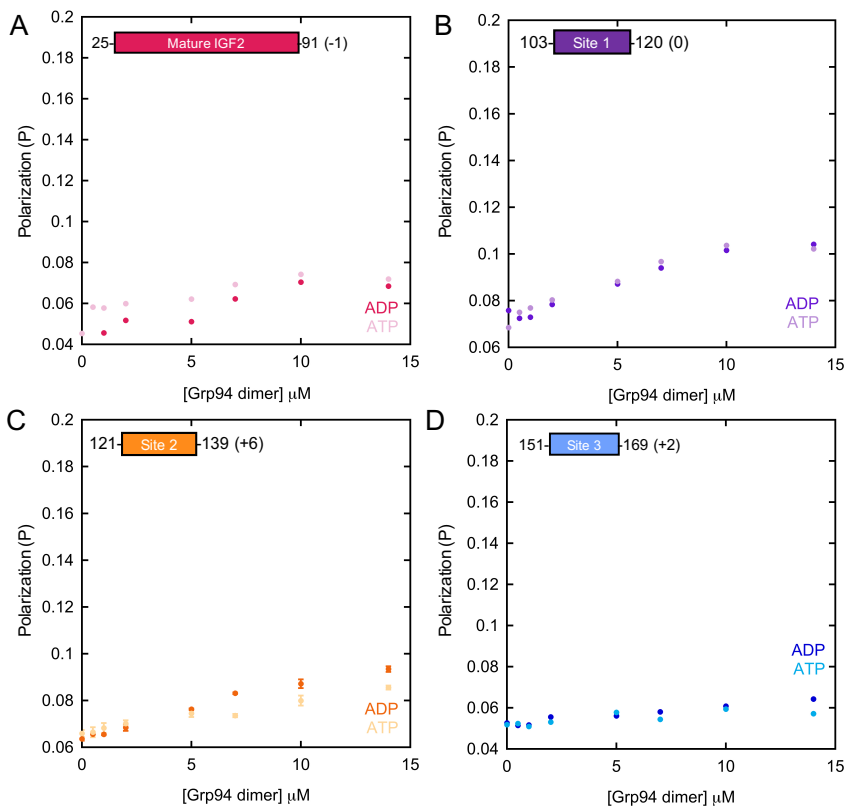 A
25
Mature IGF2
91 (-1)
0.2
0.18
0.16
0.14
0.12
0.1
0.08
0.06
0.04
Polarization (P)
ADP
ATP
0
5
10
15
[Grp94 dimer] μM
B
103
Site 1
120 (0)
0.2
0.18
0.16
0.14
0.12
0.1
0.08
0.06
Polarization (P)
ADP
ATP
0
5
10
15
[Grp94 dimer] μM
C
121
Site 2
139 (+6)
0.2
0.18
0.16
0.14
0.12
0.1
0.08
0.06
Polarization (P)
ADP
ATP
0
5
10
15
[Grp94 dimer] μM
D
151
Site 3
169 (+2)
0.2
0.18
0.16
0.14
0.12
0.1
0.08
0.06
0.04
Polarization (P)
ADP
ATP
0
5
10
15
[Grp94 dimer] μM